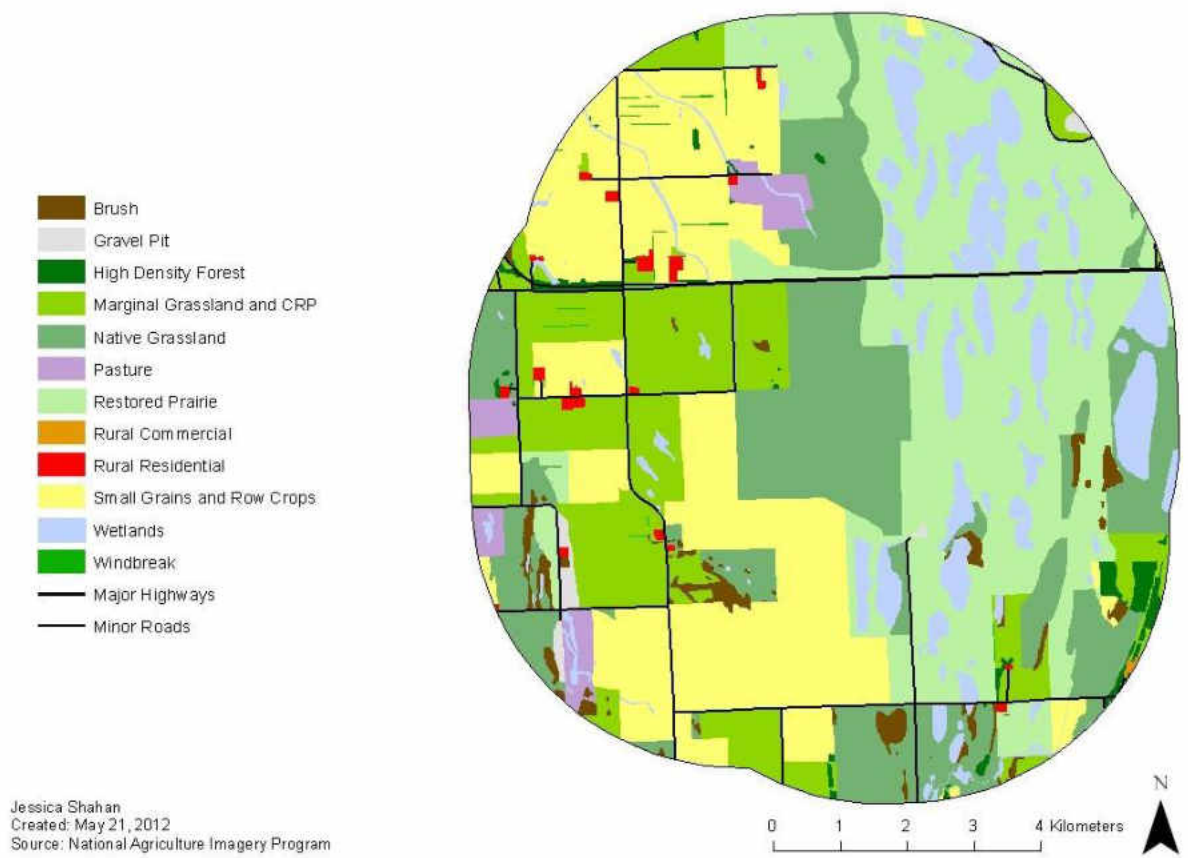 Brush
Gravel Pit
High Density Forest
Marginal Grassland and CRP
Native Grassland
Pasture
Restored Prairie
Rural Commercial
Rural Residential
Small Grains and Row Crops
Wetlands
Windbreak
Major Highways
Minor Roads
Jessica Shahan
Created: May 21, 2012
Source: National Agriculture Imagery Program
0 1 2 3 4 Kilometers
N